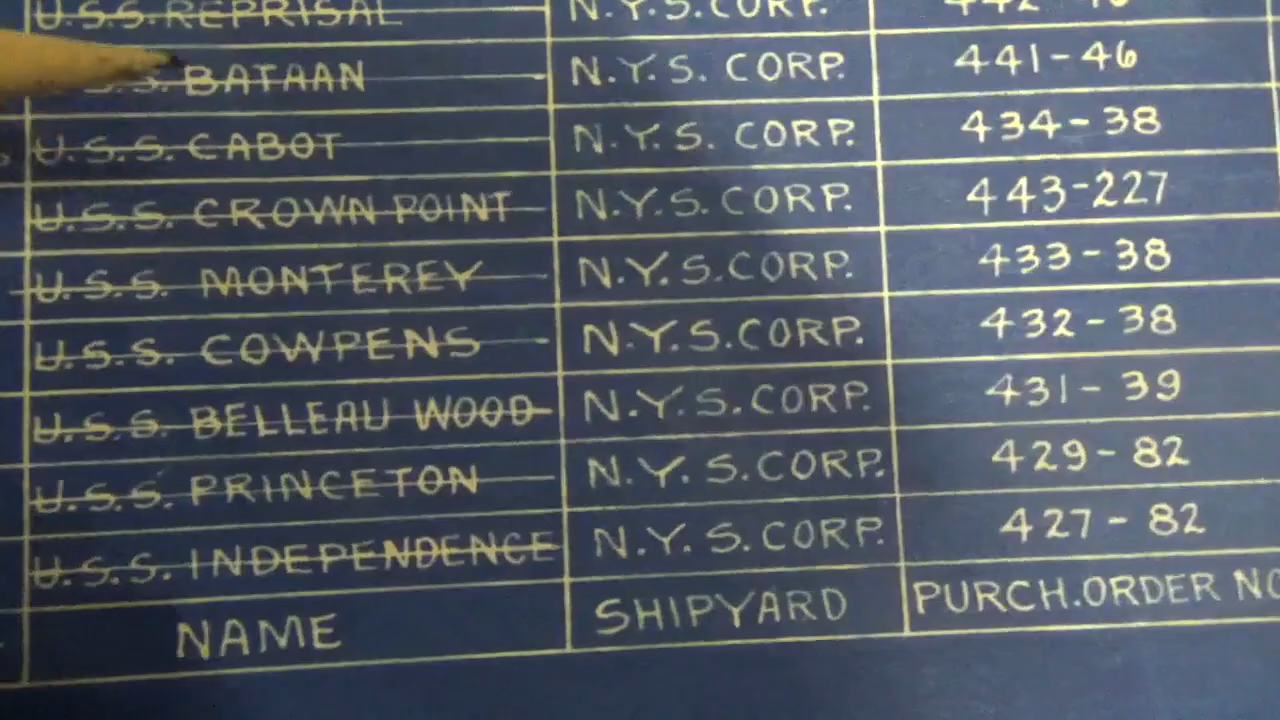 U.S.S. REPRISAL N.Y.S. CORP.
S. BATAAN N.Y.S. CORP. 441-46
U.S.S. CABOT N.Y.S. CORP. 434-38
U.S.S. CROWN POINT N.Y.S. CORP. 443-227
U.S.S. MONTEREY N.Y.S. CORP. 433-38
U.S.S. COWPENS N.Y.S. CORP. 432-38
U.S.S. BELLEAU WOOD N.Y.S. CORP. 431-39
U.S.S. PRINCETON N.Y.S. CORP. 429-82
U.S.S. INDEPENDENCE N.Y.S. CORP. 427-82
NAME SHIPYARD PURCH. ORDER NO